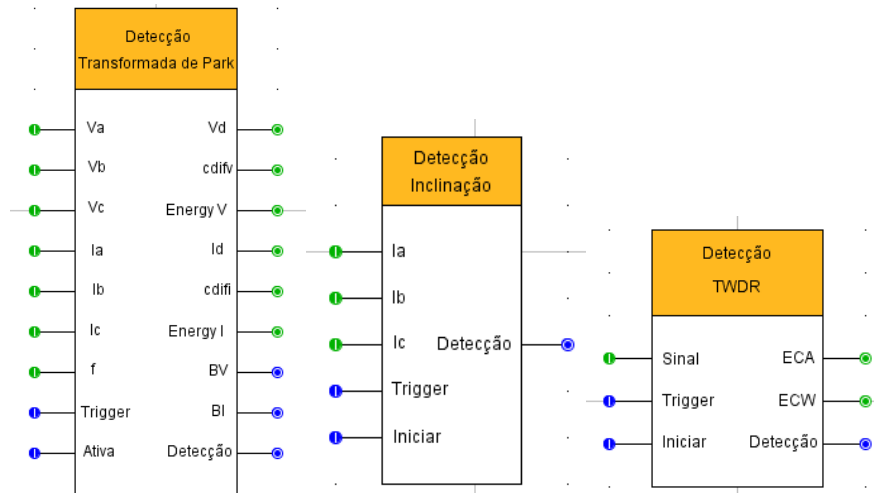 Detecção
Transformada de Park
Va Vd
Vb cdifv
Vc Energy V
Ia Id
Ib cdifi
Ic Energy I
f BV
Trigger BI
Ativa Detecção
Detecção
Inclinação
Ia
Ib
Ic Detecção
Trigger
Iniciar
Detecção
TWDR
Sinal ECA
Trigger ECW
Iniciar Detecção